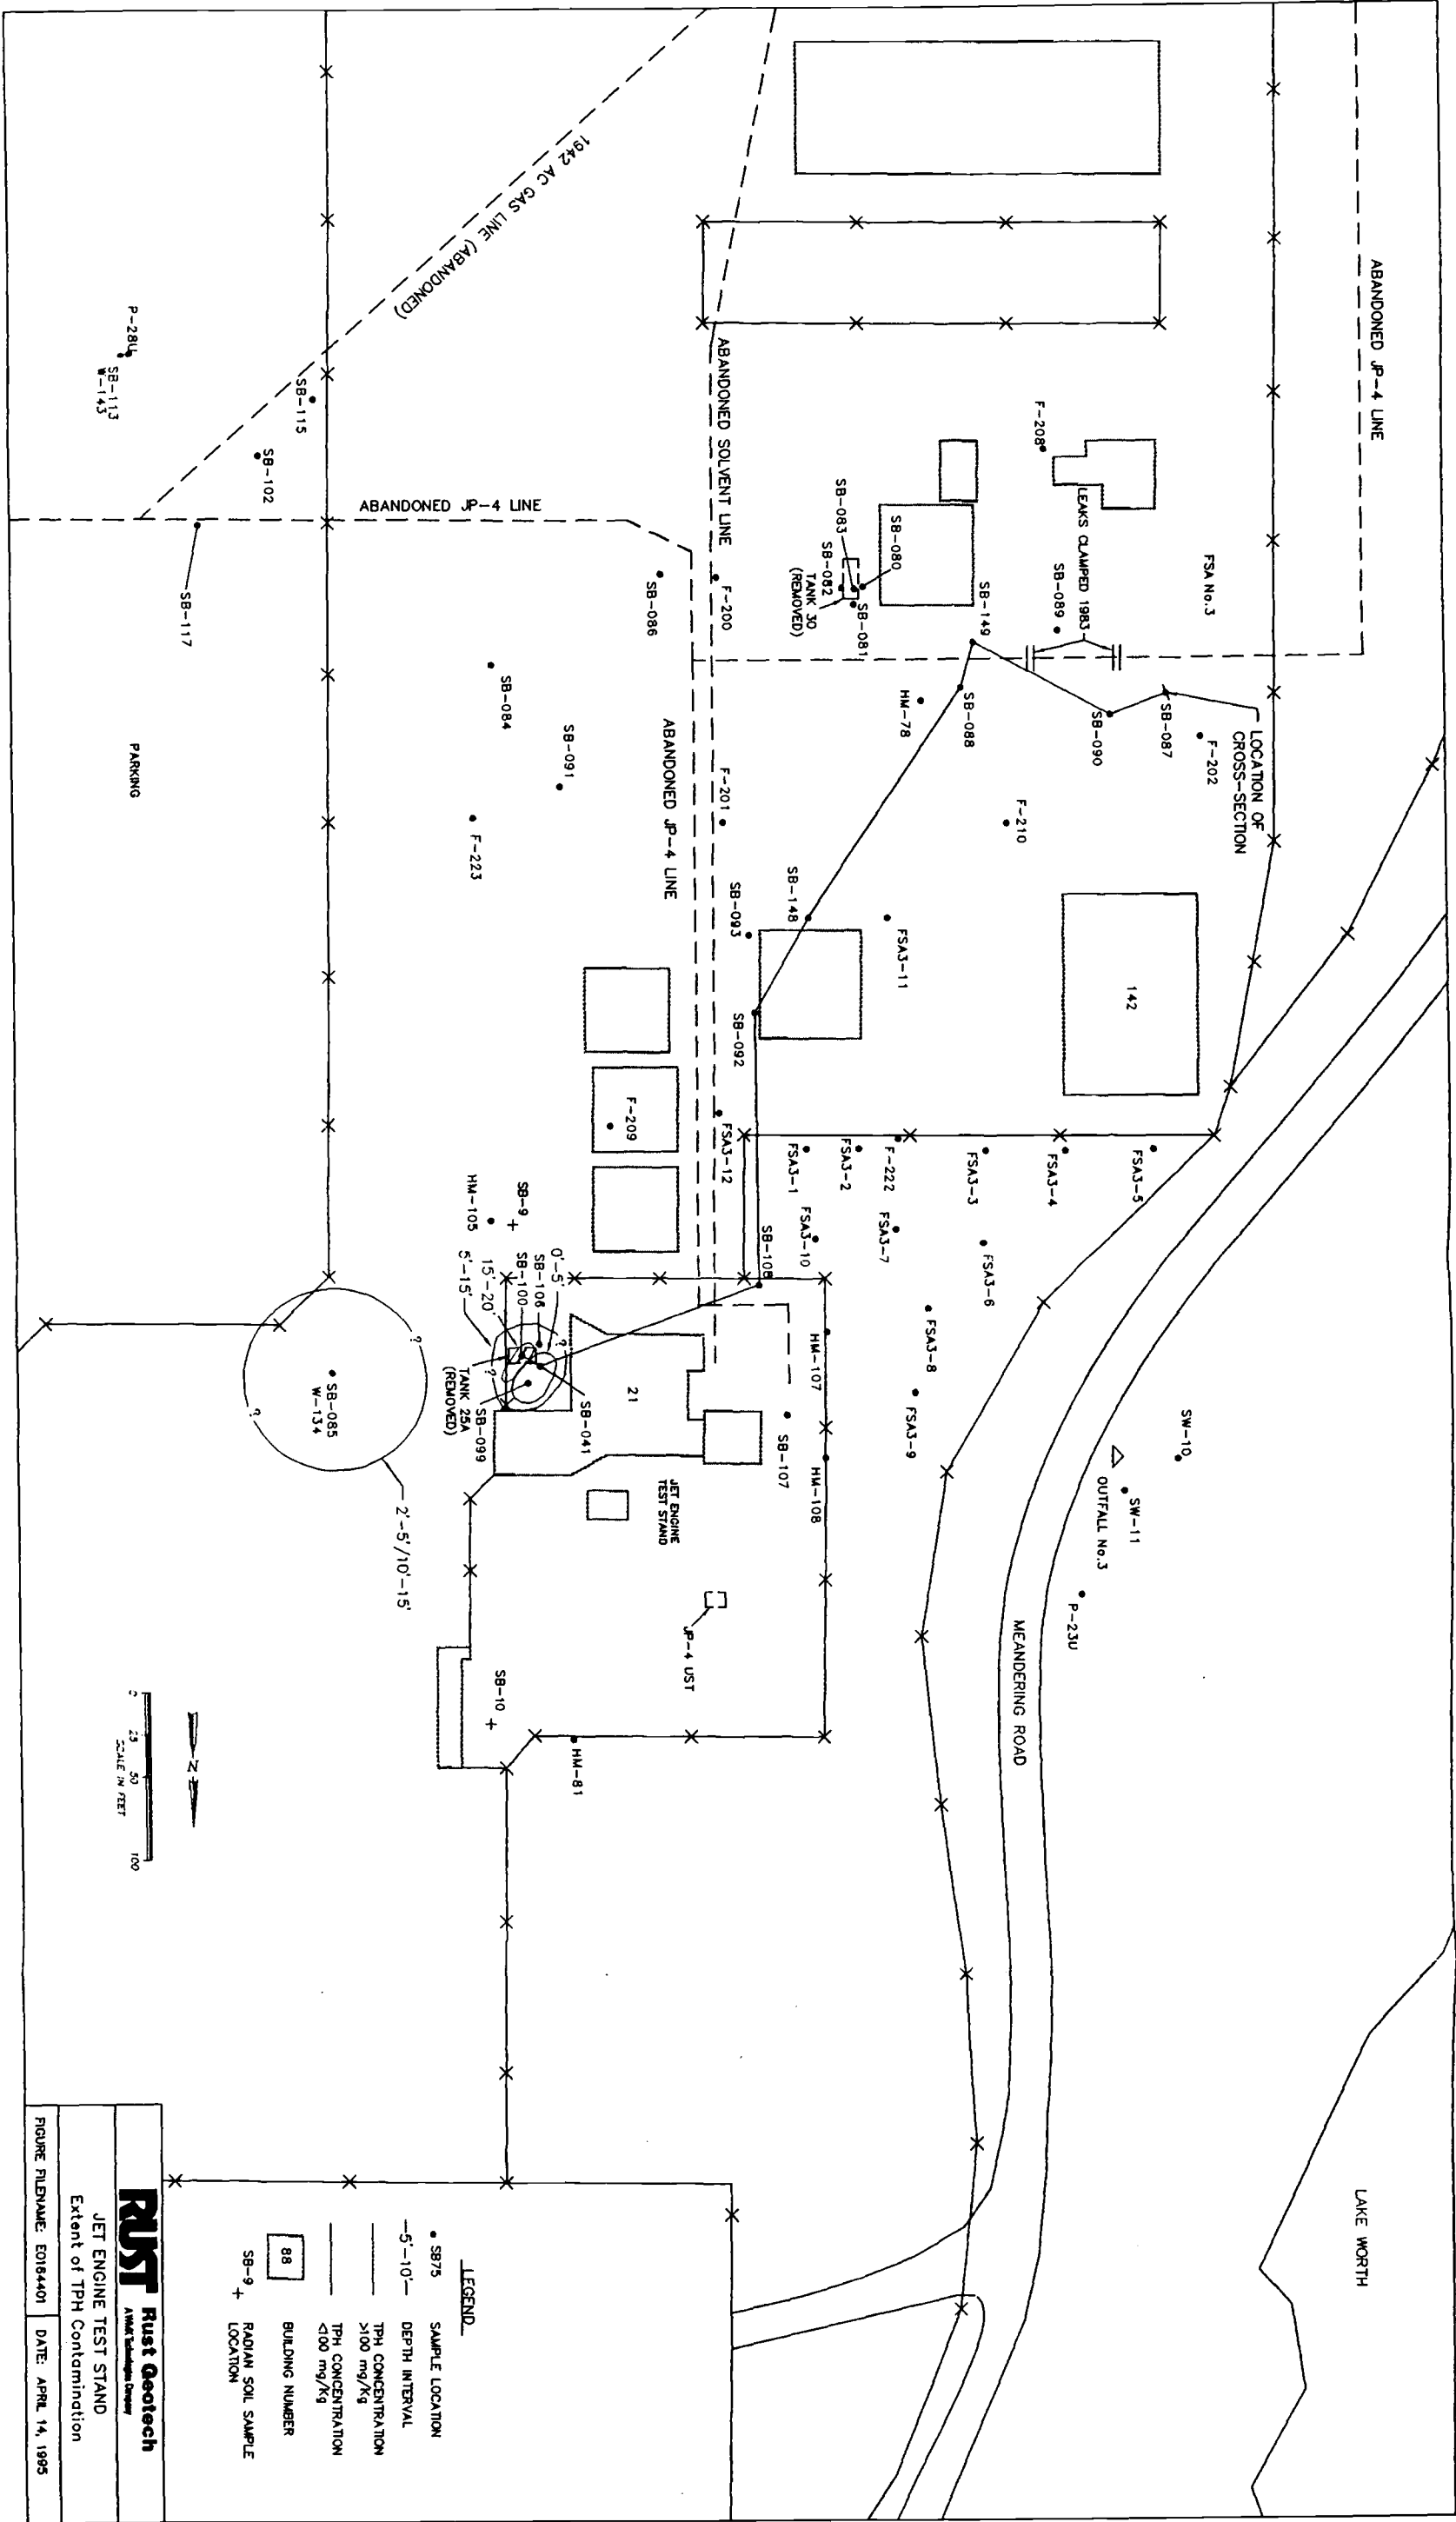 LAKE WORTH
ABANDONED JP-4 LINE
FSA No.3
LOCATION OF
CROSS-SECTION
F-202
SB-087
SB-090
SB-089
LEAKS CLAMPED 1983
F-208
F-210
142
FSA3-5
FSA3-4
FSA3-3
FSA3-6
F-222
FSA3-7
FSA3-2
FSA3-1
FSA3-10
FSA3-8
FSA3-9
SW-10
SW-11
OUTFALL No.3
P-23U
MEANDERING ROAD
SB-149
SB-088
HM-78
FSA3-11
SB-148
SB-080
SB-083
SB-081
SB-082
TANK 30
(REMOVED)
SB-093
SB-092
SB-108
HM-107
HM-108
SB-107
ABANDONED SOLVENT LINE
F-200
F-201
FSA3-12
ABANDONED JP-4 LINE
SB-086
F-209
JET ENGINE
TEST STAND
JP-4 UST
21
SB-084
SB-091
F-223
HM-105
SB-9
0'-5'
SB-106
SB-100
15'-20'
5'-15'
?
?
SB-041
SB-099
TANK 25A
(REMOVED)
SB-10
HM-81
1942 AC GAS LINE (ABANDONED)
ABANDONED JP-4 LINE
SB-115
SB-102
P-28U
SB-113
W-143
SB-117
PARKING
?
?
SB-085
W-134
2'-5'/10'-15'
N
0 25 50 100
SCALE IN FEET
LEGEND
SB75 SAMPLE LOCATION
—5'-10'— DEPTH INTERVAL
TPH CONCENTRATION
>100 mg/Kg
TPH CONCENTRATION
<100 mg/Kg
88 BUILDING NUMBER
SB-9 + RADIAN SOIL SAMPLE
LOCATION
RUST Rust Geotech
A WMX Technologies Company
JET ENGINE TEST STAND
Extent of TPH Contamination
FIGURE FILENAME: E0164401 DATE: APRIL 14, 1995